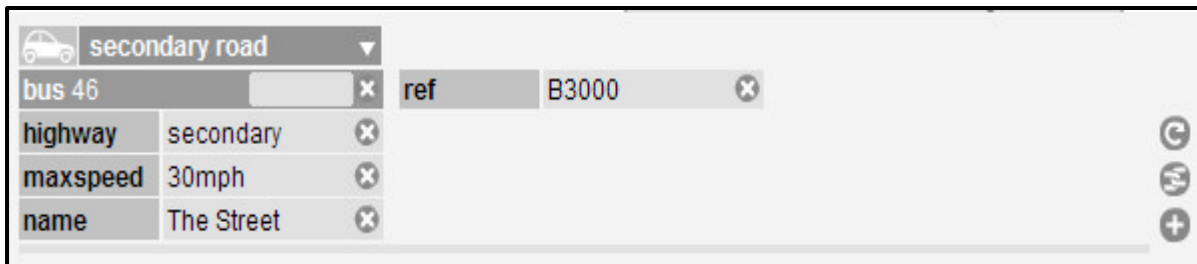 secondary road
bus 46 ref B3000
highway secondary
maxspeed 30mph
name The Street